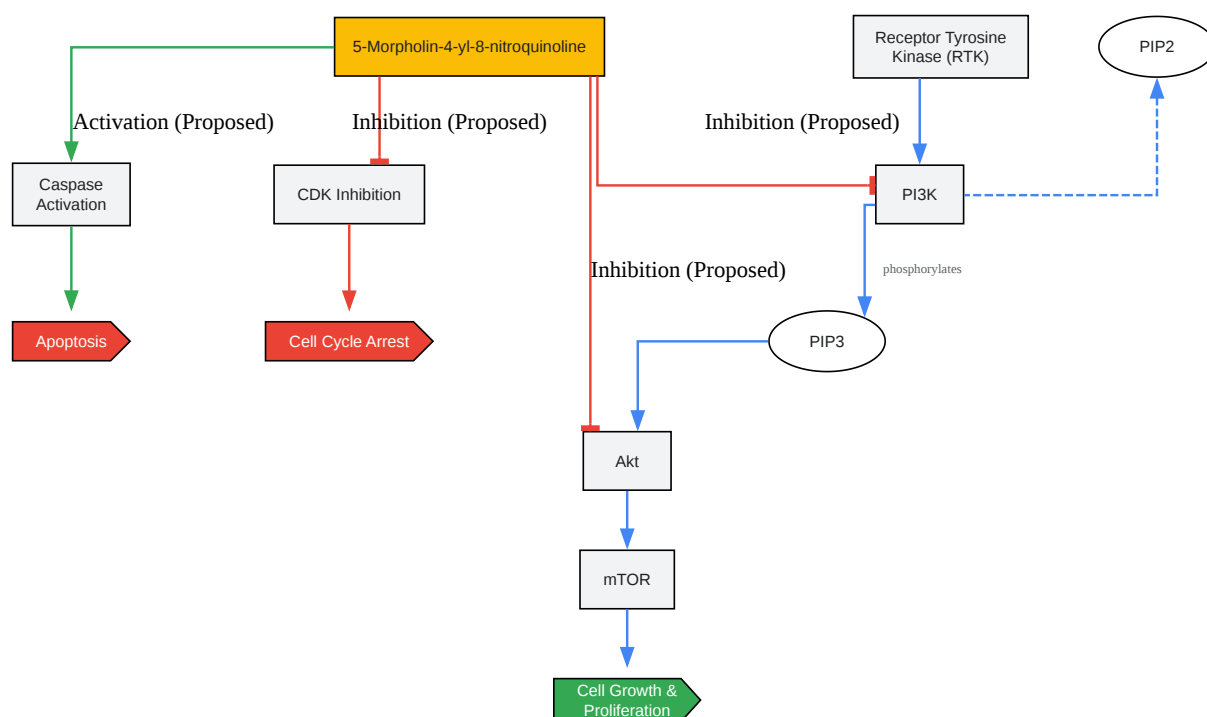 5-Morpholin-4-yl-8-nitroquinoline
Receptor Tyrosine
Kinase (RTK)
PIP2
Activation (Proposed)
Inhibition (Proposed)
Inhibition (Proposed)
Caspase
Activation
CDK Inhibition
PI3K
Inhibition (Proposed)
phosphorylates
Apoptosis
Cell Cycle Arrest
PIP3
Akt
mTOR
Cell Growth &
Proliferation